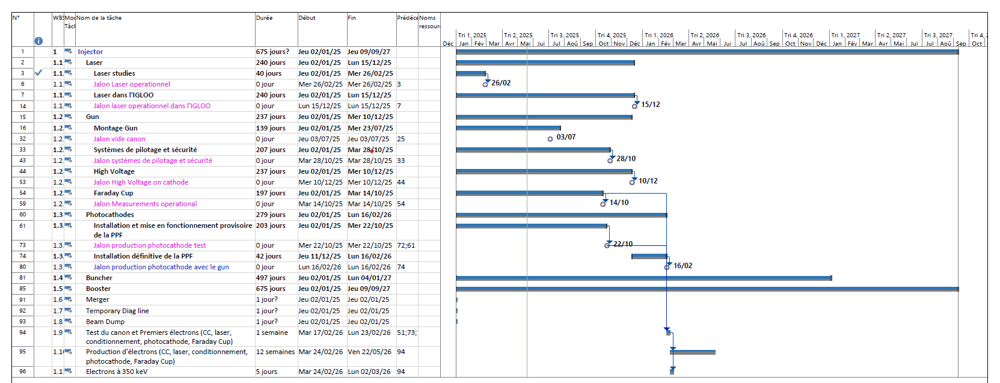 N° WBS Mod Nom de la tâche Durée Début Fin Prédéce Noms
Tâcl ressour
Tri 1, 2025 Tri 2, 2025 Tri 3, 2025 Tri 4, 2025 Tri 1, 2026 Tri 2, 2026 Tri 3, 2026 Tri 4, 2026 Tri 1, 2027 Tri 2, 2027 Tri 3, 2027 Tri 4,
Déc Jan Fév Mar Avr Mai Jui Jul Aoû Sep Oct Nov Déc Jan Fév Mar Avr Mai Jui Jul Aoû Sep Oct Nov Déc Jan Fév Mar Avr Mai Jui Jul Aoû Sep Oct
1 1 Injector 675 jours? Jeu 02/01/25 Jeu 09/09/27
2 1.1 Laser 240 jours Jeu 02/01/25 Lun 15/12/25
3 1.1. Laser studies 40 jours Jeu 02/01/25 Mer 26/02/25
6 1.1. Jalon Laser operationnel 0 jour Mer 26/02/25 Mer 26/02/25 3 26/02
7 1.1. Laser dans l'IGLOO 240 jours Jeu 02/01/25 Lun 15/12/25
14 1.1. Jalon laser operationnel dans l'IGLOO 0 jour Lun 15/12/25 Lun 15/12/25 7 15/12
15 1.2 Gun 237 jours Jeu 02/01/25 Mer 10/12/25
16 1.2. Montage Gun 139 jours Jeu 02/01/25 Mer 23/07/25
32 1.2. Jalon vide canon 0 jour Jeu 03/07/25 Jeu 03/07/25 25 03/07
33 1.2. Systèmes de pilotage et sécurité 207 jours Jeu 02/01/25 Mar 28/10/25
43 1.2. Jalon systèmes de pilotage et sécurité 0 jour Mar 28/10/25 Mar 28/10/25 33 28/10
44 1.2. High Voltage 237 jours Jeu 02/01/25 Mer 10/12/25
53 1.2. Jalon High Voltage on cathode 0 jour Mer 10/12/25 Mer 10/12/25 44 10/12
54 1.2. Faraday Cup 197 jours Jeu 02/01/25 Mar 14/10/25
59 1.2. Jalon Measurements operational 0 jour Mar 14/10/25 Mar 14/10/25 54 14/10
60 1.3 Photocathodes 279 jours Jeu 02/01/25 Lun 16/02/26
61 1.3. Installation et mise en fonctionnement provisoire 203 jours Jeu 02/01/25 Mer 22/10/25
de la PPF
73 1.3. Jalon production photocathode test 0 jour Mer 22/10/25 Mer 22/10/25 72;61 22/10
74 1.3. Installation définitive de la PPF 42 jours Jeu 11/12/25 Lun 16/02/26
80 1.3. Jalon production photocathode avec le gun 0 jour Lun 16/02/26 Lun 16/02/26 74 16/02
81 1.4 Buncher 497 jours Jeu 02/01/25 Lun 04/01/27
85 1.5 Booster 675 jours Jeu 02/01/25 Jeu 09/09/27
91 1.6 Merger 1 jour? Jeu 02/01/25 Jeu 02/01/25
92 1.7 Temporary Diag line 1 jour? Jeu 02/01/25 Jeu 02/01/25
93 1.8 Beam Dump 1 jour? Jeu 02/01/25 Jeu 02/01/25
94 1.9 Test du canon et Premiers électrons (CC, laser, 1 semaine Mar 17/02/26 Lun 23/02/26 51;73;
conditionnement, photocathode, Faraday Cup)
95 1.1( Production d'électrons (CC, laser, conditionnement, 12 semaines Mar 24/02/26 Ven 22/05/26 94
photocathode, Faraday Cup)
96 1.1 Electrons à 350 keV 5 jours Mar 24/02/26 Lun 02/03/26 94